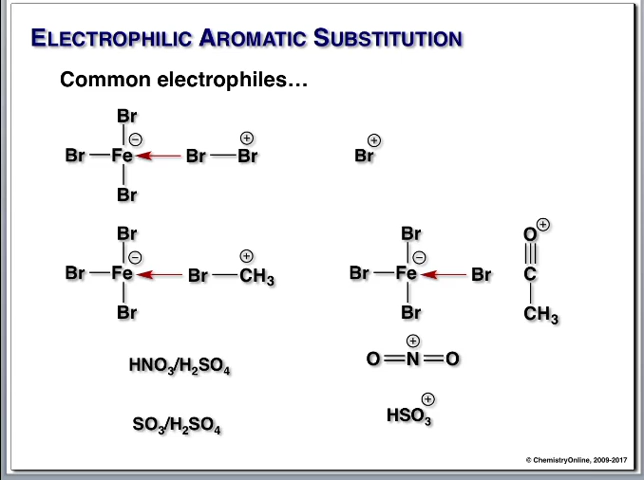 ELECTROPHILIC AROMATIC SUBSTITUTION
Common electrophiles…
Br
Br—Fe⊖ Br—Br⊕ Br⊕
Br
Br Br O⊕
Br—Fe⊖ Br—CH₃⊕ Br—Fe⊖ Br C
Br Br CH₃
HNO₃/H₂SO₄ O=N⊕=O
SO₃/H₂SO₄ HSO₃⊕
© ChemistryOnline, 2009-2017